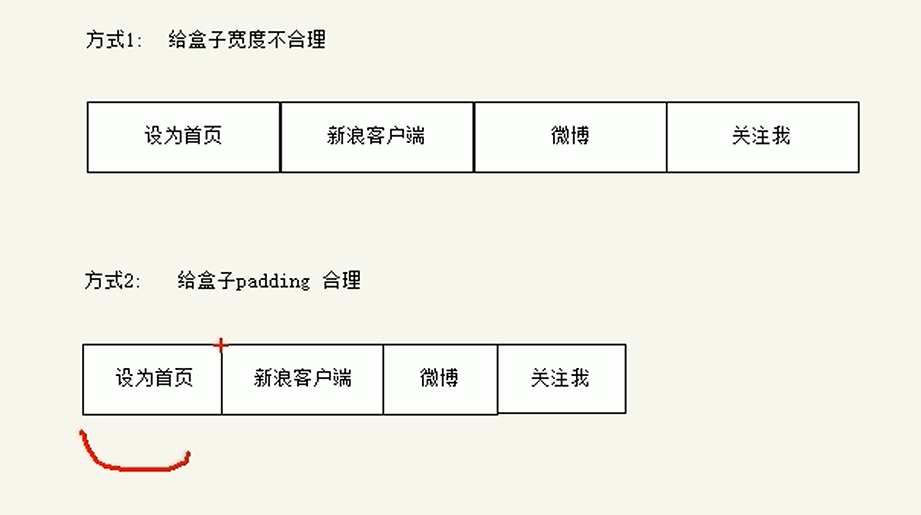 方式1: 给盒子宽度不合理
设为首页 新浪客户端 微博 关注我
方式2: 给盒子padding 合理
设为首页 新浪客户端 微博 关注我